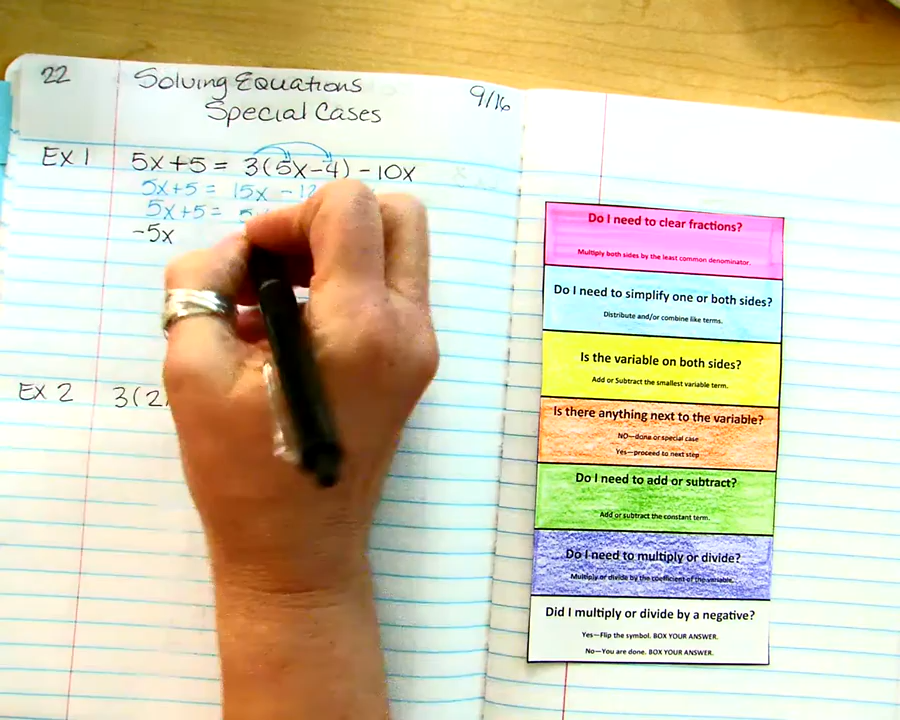 22
Solving Equations
Special Cases
9/16
Ex 1 5x+5 = 3(5x-4) -10x
5x+5 = 15x -12
5x+5 =
-5x
Ex 2 3(2
Do I need to clear fractions?
Multiply both sides by the least common denominator.
Do I need to simplify one or both sides?
Distribute and/or combine like terms.
Is the variable on both sides?
Add or Subtract the smallest variable term.
Is there anything next to the variable?
NO—done or special case
Yes—proceed to next step
Do I need to add or subtract?
Add or subtract the constant term.
Do I need to multiply or divide?
Multiply or divide by the coefficient of the variable.
Did I multiply or divide by a negative?
Yes—Flip the symbol. BOX YOUR ANSWER.
No—You are done. BOX YOUR ANSWER.